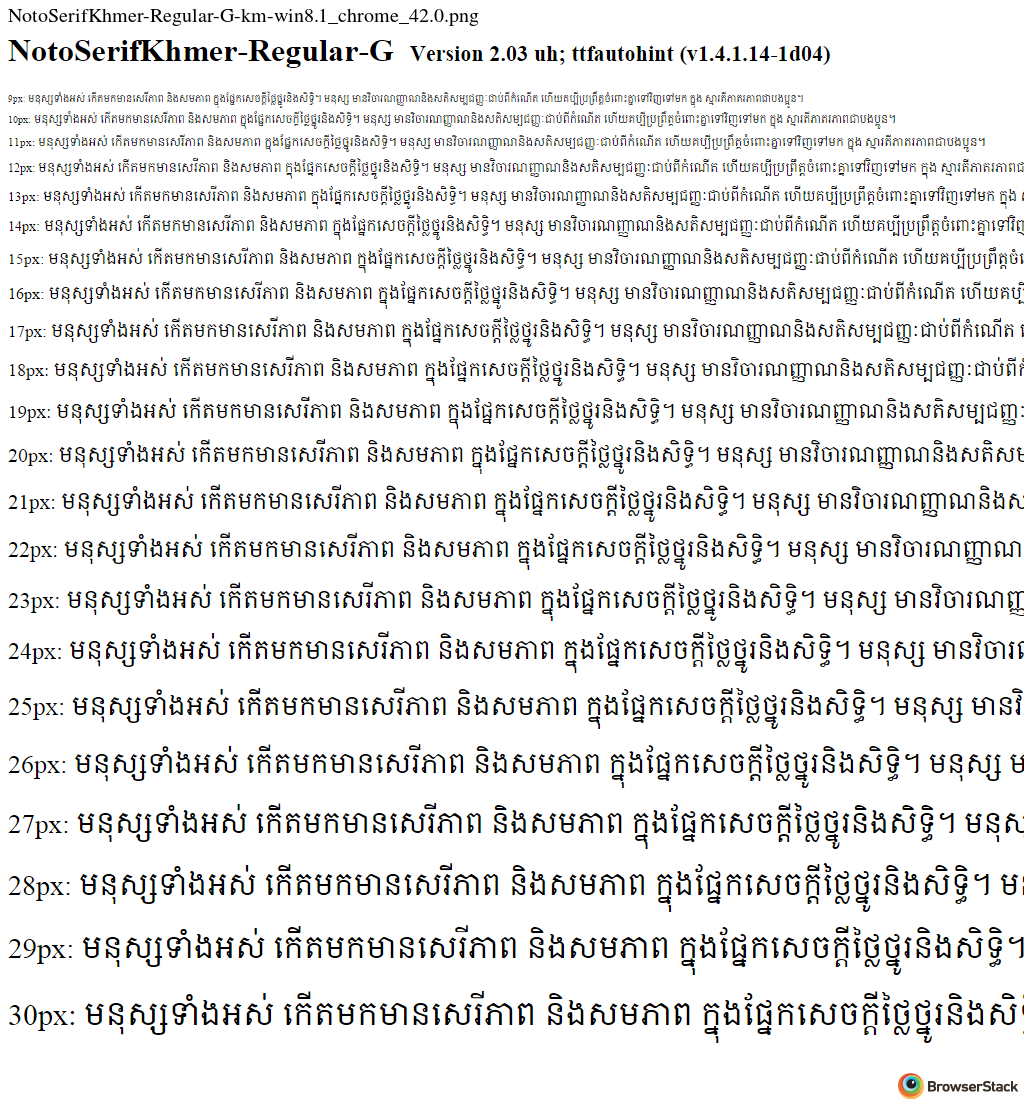 NotoSerifKhmer-Regular-G-km-win8.1_chrome_42.0.png
NotoSerifKhmer-Regular-G Version 2.03 uh; ttfautohint (v1.4.1.14-1d04)
9px: មនុស្សទាំងអស់ កើតមកមានសេរីភាព និងសមភាព ក្នុងផ្នែកសេចក្ដីថ្លៃថ្នូរនិងសិទ្ធិ។ មនុស្ស មានវិចារណញ្ញាណនិងសតិសម្បជញ្ញៈជាប់ពីកំណើត ហើយគប្បីប្រព្រឹត្តចំពោះគ្នាទៅវិញទៅមក ក្នុង ស្មារតីភាតរភាពជាបងប្អូន។
10px: មនុស្សទាំងអស់ កើតមកមានសេរីភាព និងសមភាព ក្នុងផ្នែកសេចក្ដីថ្លៃថ្នូរនិងសិទ្ធិ។ មនុស្ស មានវិចារណញ្ញាណនិងសតិសម្បជញ្ញៈជាប់ពីកំណើត ហើយគប្បីប្រព្រឹត្តចំពោះគ្នាទៅវិញទៅមក ក្នុង ស្មារតីភាតរភាពជាបងប្អូន។
11px: មនុស្សទាំងអស់ កើតមកមានសេរីភាព និងសមភាព ក្នុងផ្នែកសេចក្ដីថ្លៃថ្នូរនិងសិទ្ធិ។ មនុស្ស មានវិចារណញ្ញាណនិងសតិសម្បជញ្ញៈជាប់ពីកំណើត ហើយគប្បីប្រព្រឹត្តចំពោះគ្នាទៅវិញទៅមក ក្នុង ស្មារតីភាតរភាពជាបងប្អូន។
12px: មនុស្សទាំងអស់ កើតមកមានសេរីភាព និងសមភាព ក្នុងផ្នែកសេចក្ដីថ្លៃថ្នូរនិងសិទ្ធិ។ មនុស្ស មានវិចារណញ្ញាណនិងសតិសម្បជញ្ញៈជាប់ពីកំណើត ហើយគប្បីប្រព្រឹត្តចំពោះគ្នាទៅវិញទៅមក ក្នុង ស្មារតីភាតរភាពជា
13px: មនុស្សទាំងអស់ កើតមកមានសេរីភាព និងសមភាព ក្នុងផ្នែកសេចក្ដីថ្លៃថ្នូរនិងសិទ្ធិ។ មនុស្ស មានវិចារណញ្ញាណនិងសតិសម្បជញ្ញៈជាប់ពីកំណើត ហើយគប្បីប្រព្រឹត្តចំពោះគ្នាទៅវិញទៅមក ក្នុង
14px: មនុស្សទាំងអស់ កើតមកមានសេរីភាព និងសមភាព ក្នុងផ្នែកសេចក្ដីថ្លៃថ្នូរនិងសិទ្ធិ។ មនុស្ស មានវិចារណញ្ញាណនិងសតិសម្បជញ្ញៈជាប់ពីកំណើត ហើយគប្បីប្រព្រឹត្តចំពោះគ្នាទៅវិញ
15px: មនុស្សទាំងអស់ កើតមកមានសេរីភាព និងសមភាព ក្នុងផ្នែកសេចក្ដីថ្លៃថ្នូរនិងសិទ្ធិ។ មនុស្ស មានវិចារណញ្ញាណនិងសតិសម្បជញ្ញៈជាប់ពីកំណើត ហើយគប្បីប្រព្រឹត្តចំ
16px: មនុស្សទាំងអស់ កើតមកមានសេរីភាព និងសមភាព ក្នុងផ្នែកសេចក្ដីថ្លៃថ្នូរនិងសិទ្ធិ។ មនុស្ស មានវិចារណញ្ញាណនិងសតិសម្បជញ្ញៈជាប់ពីកំណើត ហើយគប្បី
17px: មនុស្សទាំងអស់ កើតមកមានសេរីភាព និងសមភាព ក្នុងផ្នែកសេចក្ដីថ្លៃថ្នូរនិងសិទ្ធិ។ មនុស្ស មានវិចារណញ្ញាណនិងសតិសម្បជញ្ញៈជាប់ពីកំណើត
18px: មនុស្សទាំងអស់ កើតមកមានសេរីភាព និងសមភាព ក្នុងផ្នែកសេចក្ដីថ្លៃថ្នូរនិងសិទ្ធិ។ មនុស្ស មានវិចារណញ្ញាណនិងសតិសម្បជញ្ញៈជាប់ពីក
19px: មនុស្សទាំងអស់ កើតមកមានសេរីភាព និងសមភាព ក្នុងផ្នែកសេចក្ដីថ្លៃថ្នូរនិងសិទ្ធិ។ មនុស្ស មានវិចារណញ្ញាណនិងសតិសម្បជញ្ញៈ
20px: មនុស្សទាំងអស់ កើតមកមានសេរីភាព និងសមភាព ក្នុងផ្នែកសេចក្ដីថ្លៃថ្នូរនិងសិទ្ធិ។ មនុស្ស មានវិចារណញ្ញាណនិងសតិសម
21px: មនុស្សទាំងអស់ កើតមកមានសេរីភាព និងសមភាព ក្នុងផ្នែកសេចក្ដីថ្លៃថ្នូរនិងសិទ្ធិ។ មនុស្ស មានវិចារណញ្ញាណនិងស
22px: មនុស្សទាំងអស់ កើតមកមានសេរីភាព និងសមភាព ក្នុងផ្នែកសេចក្ដីថ្លៃថ្នូរនិងសិទ្ធិ។ មនុស្ស មានវិចារណញ្ញាណ
23px: មនុស្សទាំងអស់ កើតមកមានសេរីភាព និងសមភាព ក្នុងផ្នែកសេចក្ដីថ្លៃថ្នូរនិងសិទ្ធិ។ មនុស្ស មានវិចារណញ្ញ
24px: មនុស្សទាំងអស់ កើតមកមានសេរីភាព និងសមភាព ក្នុងផ្នែកសេចក្ដីថ្លៃថ្នូរនិងសិទ្ធិ។ មនុស្ស មានវិចារ
25px: មនុស្សទាំងអស់ កើតមកមានសេរីភាព និងសមភាព ក្នុងផ្នែកសេចក្ដីថ្លៃថ្នូរនិងសិទ្ធិ។ មនុស្ស មានវិ
26px: មនុស្សទាំងអស់ កើតមកមានសេរីភាព និងសមភាព ក្នុងផ្នែកសេចក្ដីថ្លៃថ្នូរនិងសិទ្ធិ។ មនុស្ស ម
27px: មនុស្សទាំងអស់ កើតមកមានសេរីភាព និងសមភាព ក្នុងផ្នែកសេចក្ដីថ្លៃថ្នូរនិងសិទ្ធិ។ មនុស
28px: មនុស្សទាំងអស់ កើតមកមានសេរីភាព និងសមភាព ក្នុងផ្នែកសេចក្ដីថ្លៃថ្នូរនិងសិទ្ធិ។ មន
29px: មនុស្សទាំងអស់ កើតមកមានសេរីភាព និងសមភាព ក្នុងផ្នែកសេចក្ដីថ្លៃថ្នូរនិងសិទ្ធិ។
30px: មនុស្សទាំងអស់ កើតមកមានសេរីភាព និងសមភាព ក្នុងផ្នែកសេចក្ដីថ្លៃថ្នូរនិងសិ
BrowserStack